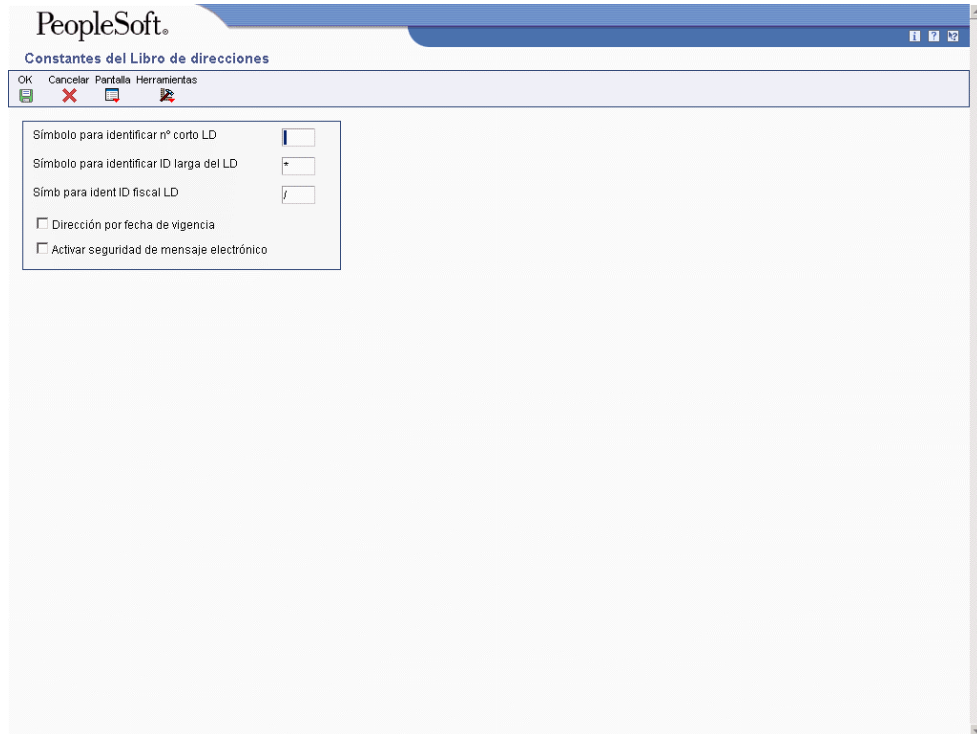 PeopleSoft®
Constantes del Libro de direcciones
OK Cancelar Pantalla Herramientas
Símbolo para identificar nº corto LD
Símbolo para identificar ID larga del LD *
Símb para ident ID fiscal LD /
Dirección por fecha de vigencia
Activar seguridad de mensaje electrónico